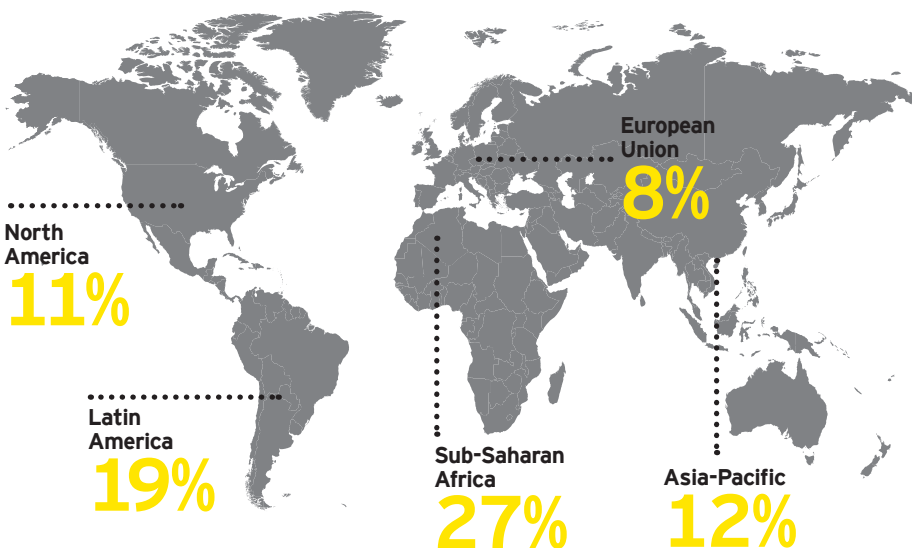 European
Union
8%
North
America
11%
Latin
America
19%
Sub-Saharan
Africa
27%
Asia-Pacific
12%